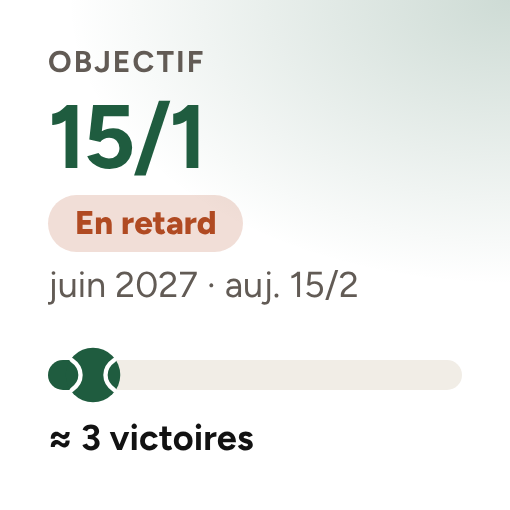 OBJECTIF
15/1
En retard
juin 2027 · auj. 15/2
≈ 3 victoires